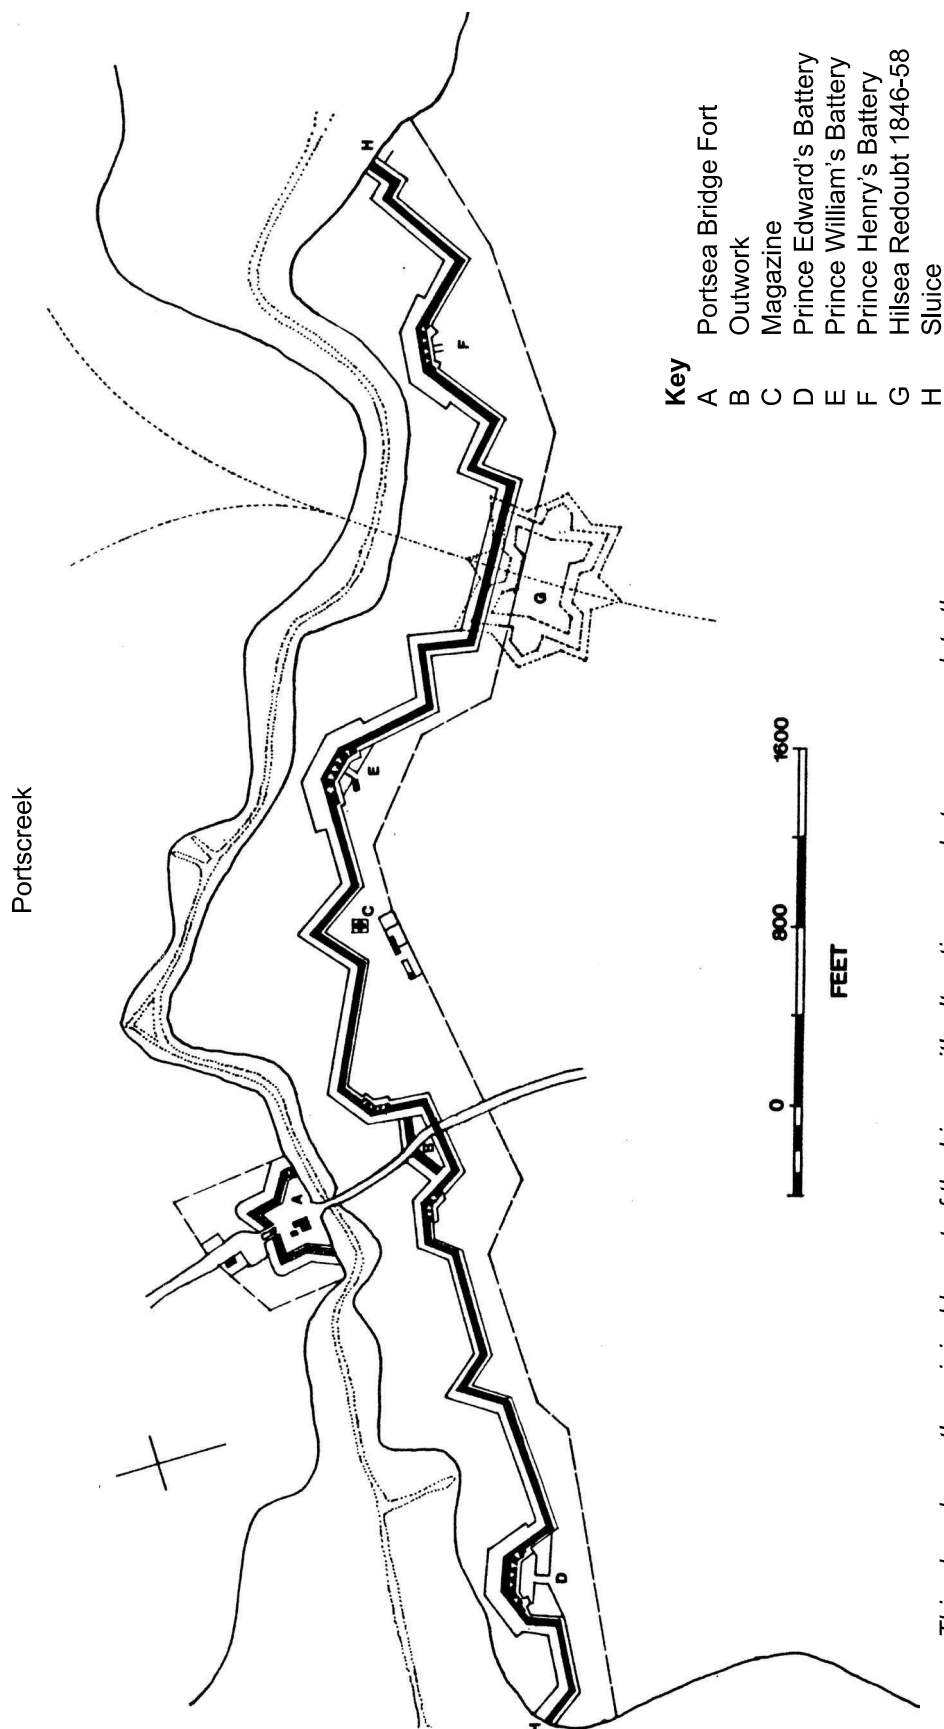 Portscreek
H
F
G
E
C
B
A
D
H
0 800 1600
FEET
Key
A Portsea Bridge Fort
B Outwork
C Magazine
D Prince Edward's Battery
E Prince William's Battery
F Prince Henry's Battery
G Hilsea Redoubt 1846-58
H Sluice